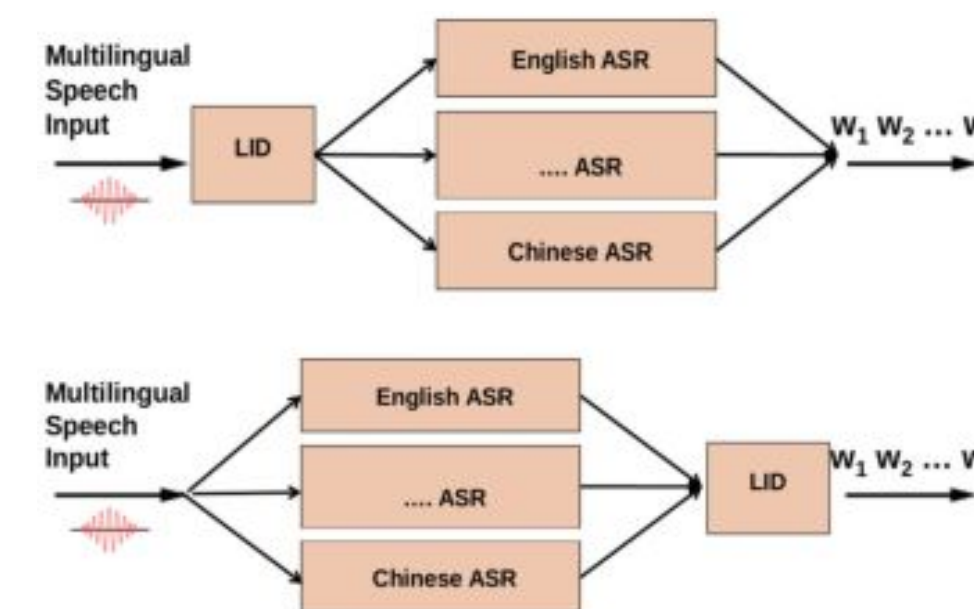 Multilingual
Speech
Input
LID
English ASR
.... ASR
Chinese ASR
W1 W2 ...
Multilingual
Speech
Input
English ASR
.... ASR
Chinese ASR
LID
W1 W2 ...